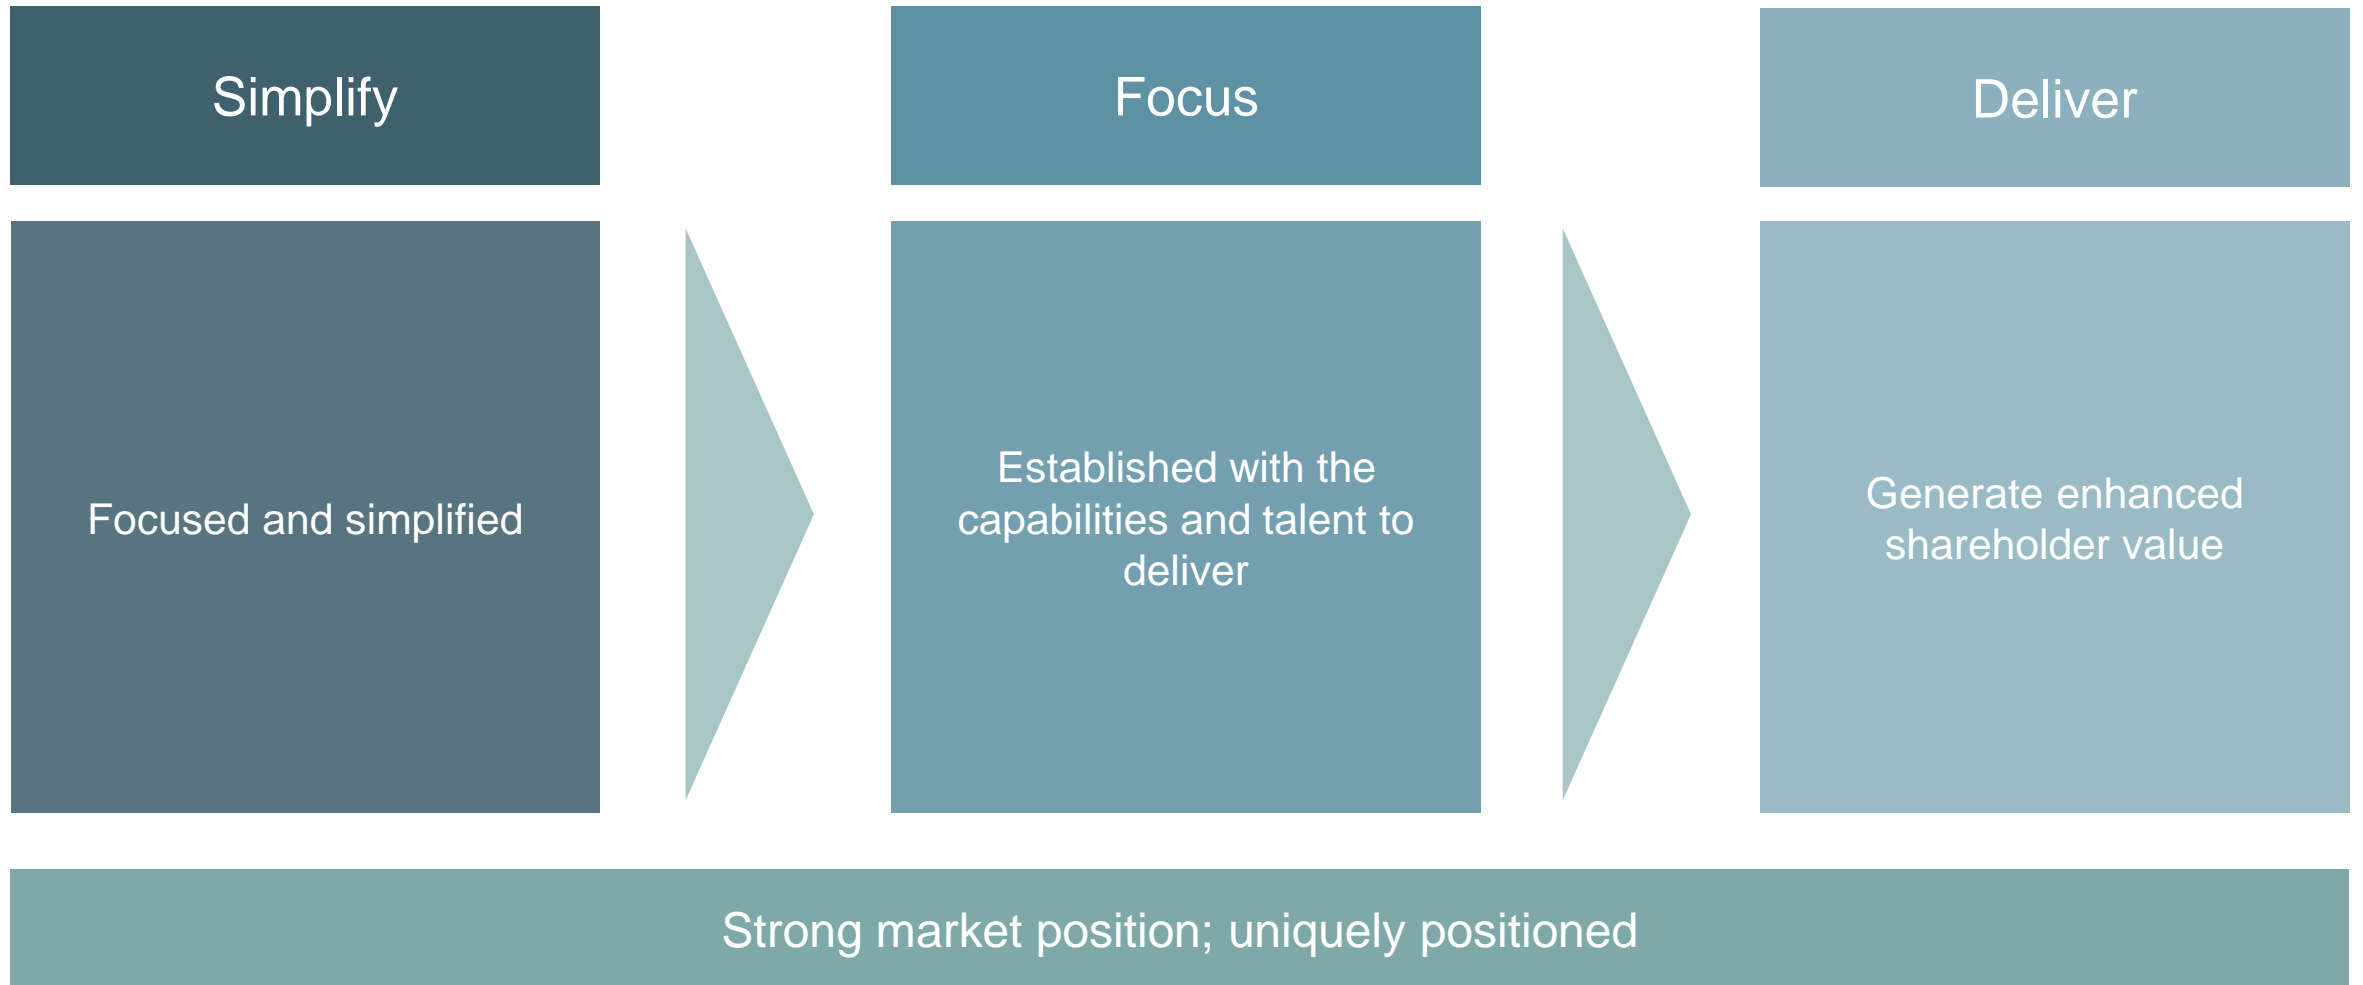 Simplify
Focus
Deliver
Focused and simplified
Established with the
capabilities and talent to
deliver
Generate enhanced
shareholder value
Strong market position; uniquely positioned